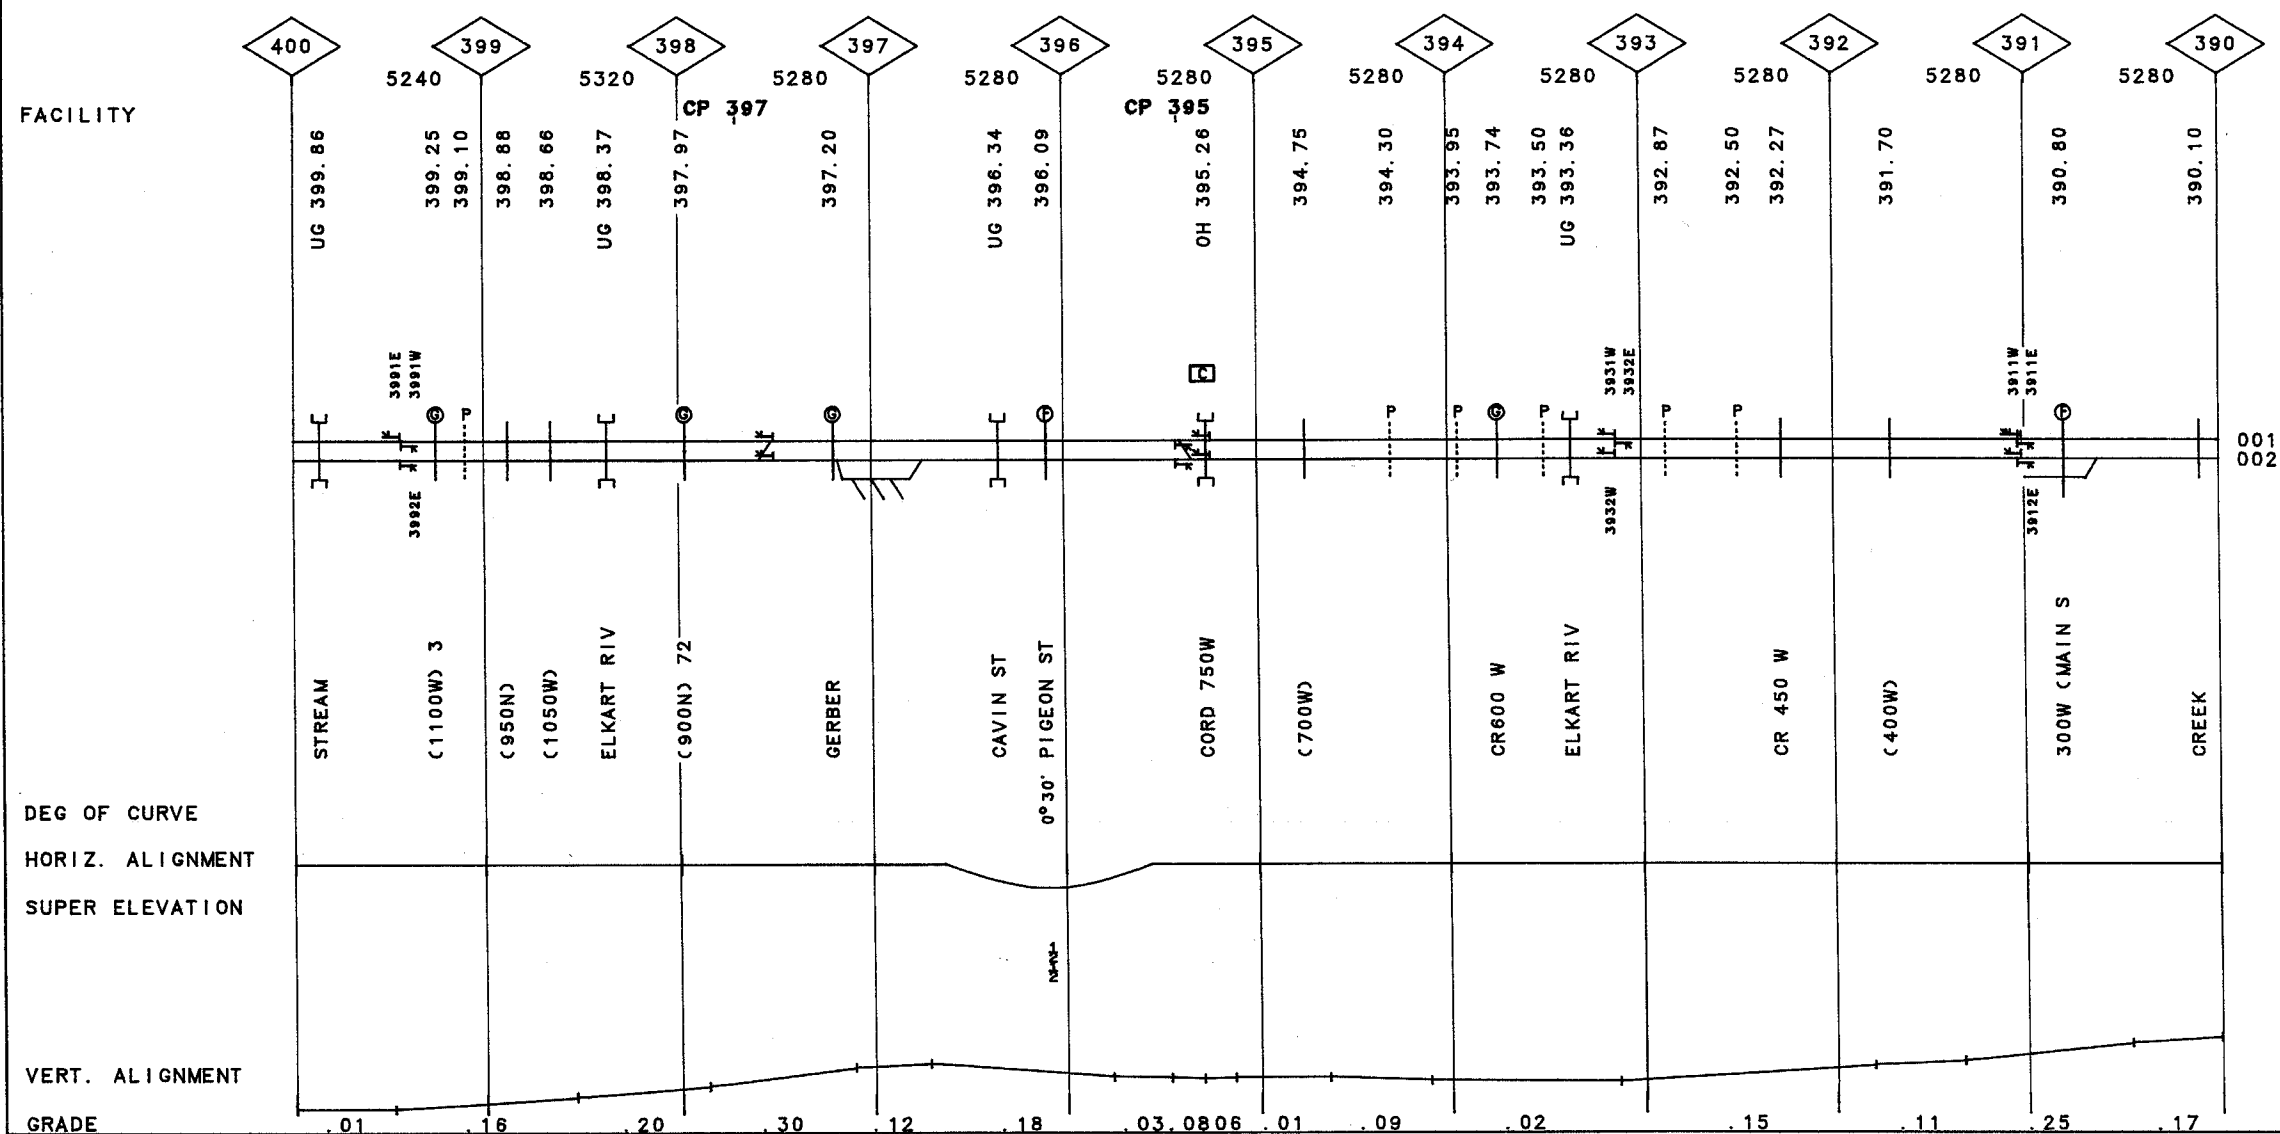 400 399 398 397 396 395 394 393 392 391 390
5240 5320 5280 5280 5280 5280 5280 5280 5280 5280
FACILITY
CP 397 CP 395
UG 399.86
399.25
399.10
398.88
398.66
UG 398.37
397.97
397.20
UG 396.34
396.09
OH 395.26
394.75
394.30
393.95
393.74
393.50
UG 393.36
392.87
392.50
392.27
391.70
390.80
390.10
3991E
3991W
C
3931W
3932E
3911W
3911E
G P G G F P P G P P P F
001
002
3992E
3932W
3912E
STREAM
(1100W) 3
(950N)
(1050W)
ELKART RIV
(900N) 72
GERBER
CAVIN ST
0°30' PIGEON ST
CORD 750W
(700W)
CR600 W
ELKART RIV
CR 450 W
(400W)
300W (MAIN S
CREEK
DEG OF CURVE
HORIZ. ALIGNMENT
SUPER ELEVATION
VERT. ALIGNMENT
GRADE .01 .16 .20 .30 .12 .18 .03.0806 .01 .09 .02 .15 .11 .25 .17